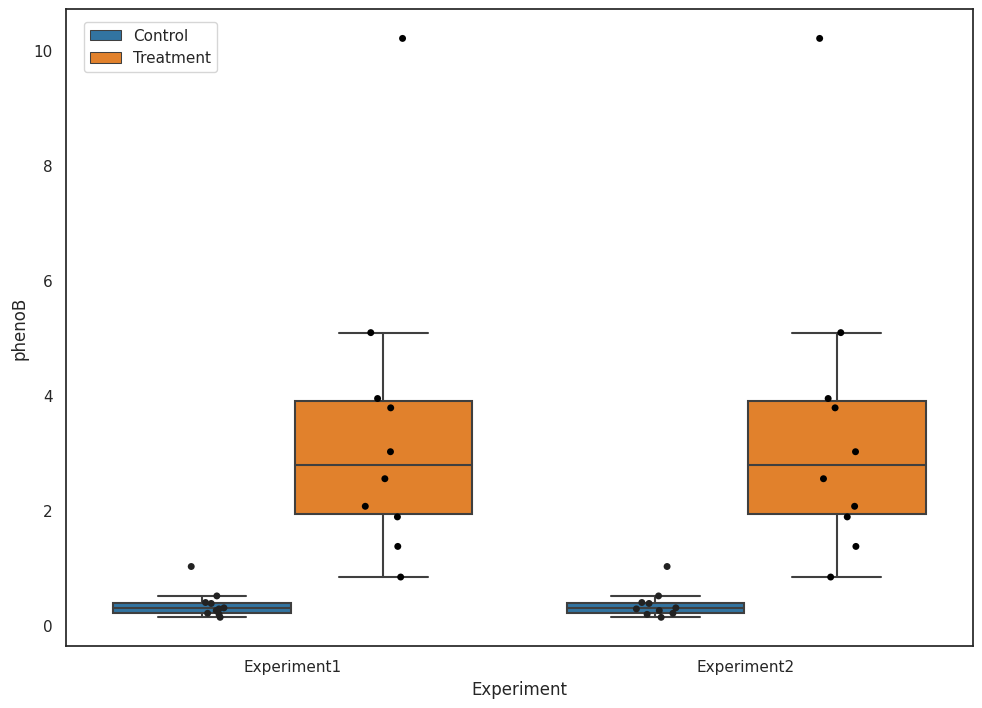 Control
Treatment
10
8
6
4
2
0
phenoB
Experiment1
Experiment2
Experiment